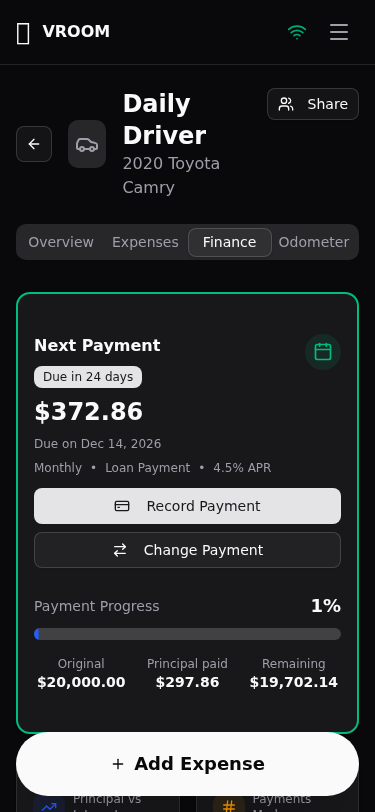 VROOM
Daily
Driver
2020 Toyota
Camry
Share
Overview Expenses Finance Odometer
Next Payment
Due in 24 days
$372.86
Due on Dec 14, 2026
Monthly • Loan Payment • 4.5% APR
Record Payment
Change Payment
Payment Progress 1%
Original Principal paid Remaining
$20,000.00 $297.86 $19,702.14
+ Add Expense
Principal vs
Payments